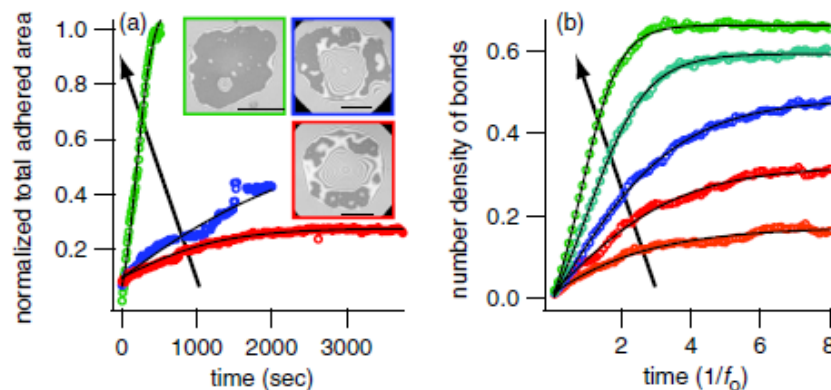 (a)
normalized total adhered area
1.0
0.8
0.6
0.4
0.2
0
1000
2000
3000
time (sec)
(b)
number density of bonds
0.6
0.4
0.2
0.0
2
4
6
8
time (1/fo)